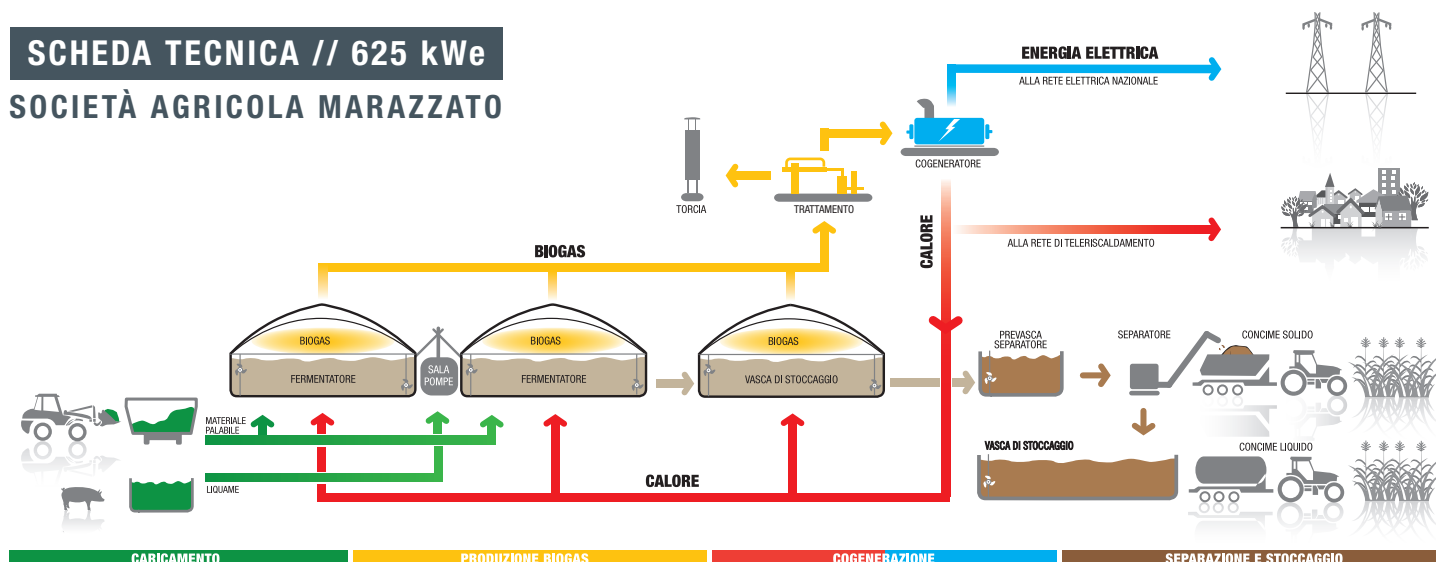 SCHEDA TECNICA // 625 kWe
SOCIETÀ AGRICOLA MARAZZATO
ENERGIA ELETTRICA
ALLA RETE ELETTRICA NAZIONALE
COGENERATORE
TORCIA
TRATTAMENTO
CALORE
ALLA RETE DI TELERISCALDAMENTO
BIOGAS
BIOGAS
BIOGAS
BIOGAS
FERMENTATORE
SALA
POMPE
FERMENTATORE
VASCA DI STOCCAGGIO
PREVASCA
SEPARATORE
SEPARATORE
CONCIME SOLIDO
MATERIALE
PALABILE
LIQUAME
CALORE
VASCA DI STOCCAGGIO
CONCIME LIQUIDO
CARICAMENTO
PRODUZIONE BIOGAS
COGENERAZIONE
SEPARAZIONE E STOCCAGGIO